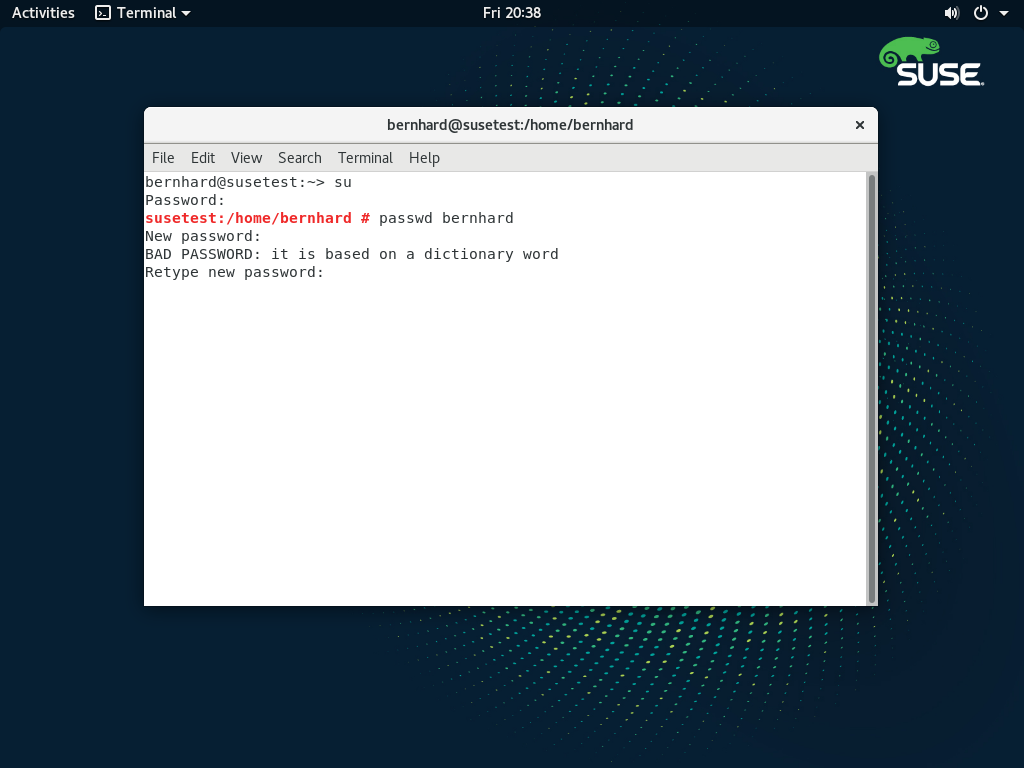 Activities Terminal Fri 20:38
SUSE
bernhard@susetest:/home/bernhard ×
File Edit View Search Terminal Help
bernhard@susetest:~> su
Password:
susetest:/home/bernhard # passwd bernhard
New password:
BAD PASSWORD: it is based on a dictionary word
Retype new password: